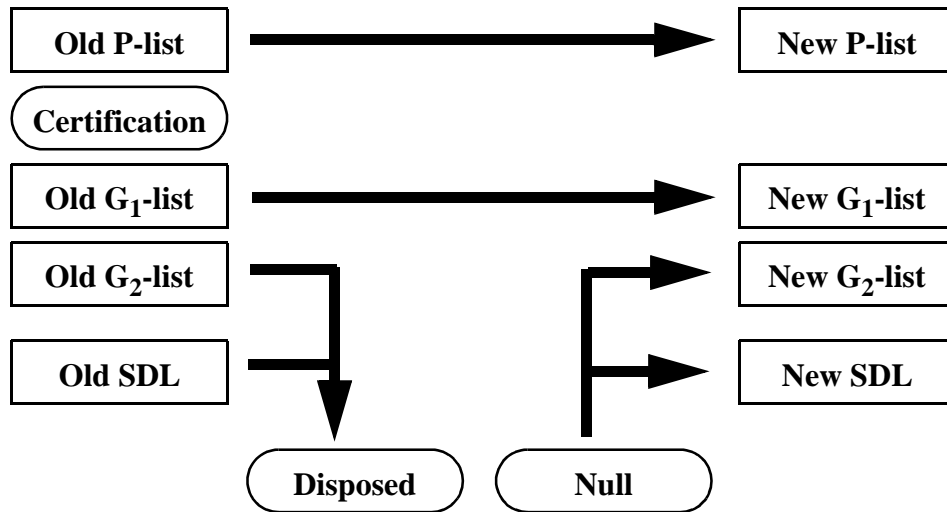 Old P-list
New P-list
Certification
Old G1-list
New G1-list
Old G2-list
New G2-list
Old SDL
New SDL
Disposed
Null